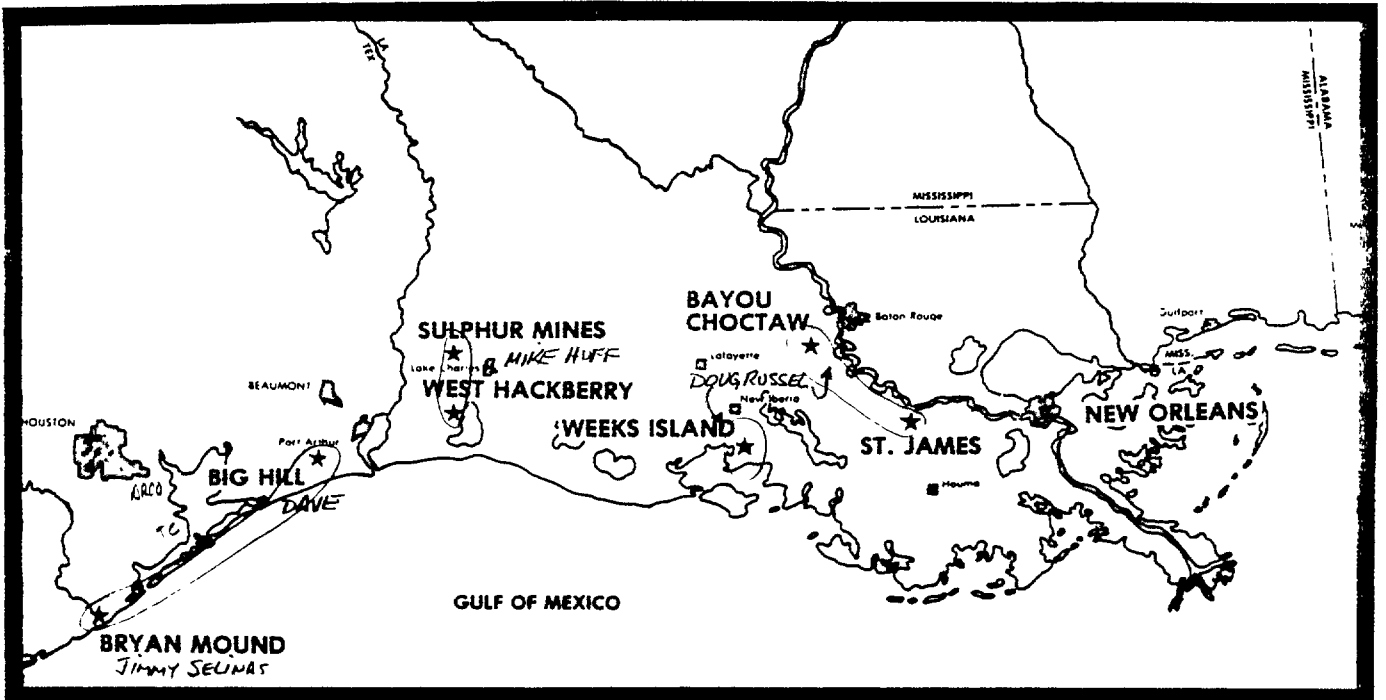 LA
TEX
ALABAMA
MISSISSIPPI
MISSISSIPPI
LOUISIANA
BAYOU
CHOCTAW
Baton Rouge
Gulfport
MISS.
LA.
SULPHUR MINES
Lake Charles
MIKE HUFF
WEST HACKBERRY
Lafayette
DOUG RUSSEL
New Iberia
BEAUMONT
HOUSTON
Port Arthur
WEEKS ISLAND
ST. JAMES
NEW ORLEANS
BIG HILL
DAVE
ARCO
TC
Houma
GULF OF MEXICO
BRYAN MOUND
JIMMY SELINAS